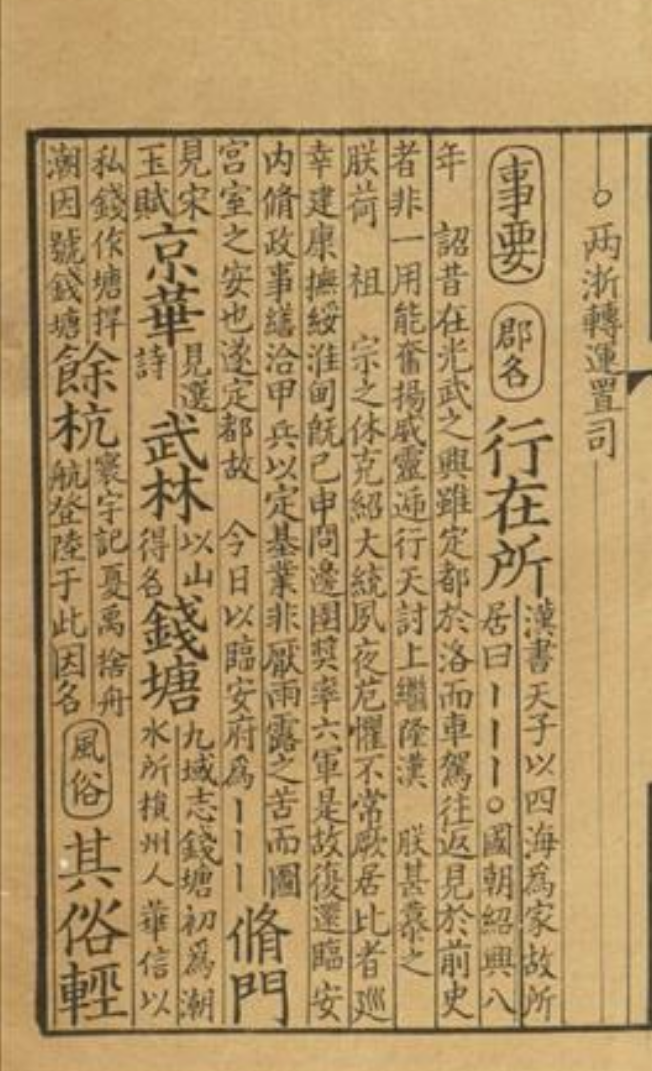 ○两浙轉運置司
事要 郡名 行在所 漢書天子以四海爲家故所
居曰丨丨丨○國朝紹興八
年 詔昔在光武之興雖定都於洛而車駕往返見於前史
者非一用能奮揚威靈逓行天討上繼隆漢 朕甚慕之
朕荷 祖 宗之休克紹大統夙夜危懼不常厥居比者廵
幸建康撫綏淮甸既已申問邊圉奬率六軍是故復還臨安
内脩政事繕治甲兵以定基業非厭雨露之苦而圖
宫室之安也遂定都故 今日以臨安府爲丨丨丨 脩門
見宋
玉賦 京華 見選
詩 武林 以山
得名 錢塘 九域志錢塘初爲潮
水所損州人華信以
私錢作塘捍
潮因號錢塘 餘杭 寰宇記夏禹捨舟
航登陸于此因名 風俗 其俗輕